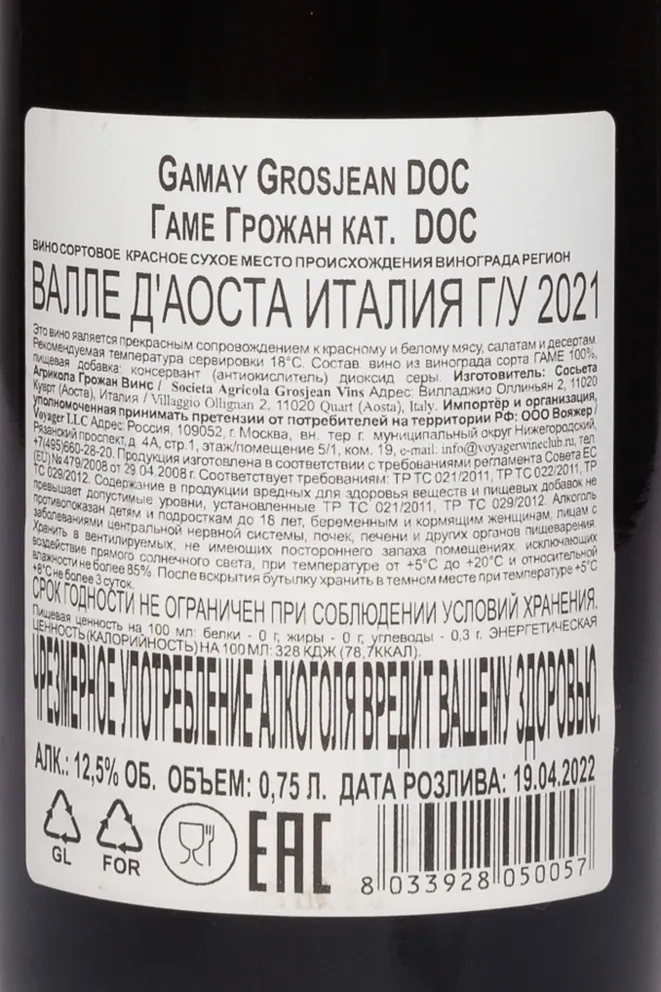 GAMAY GROSJEAN DOC
ГАМЕ ГРОЖАН КАТ. DOC
ВИНО СОРТОВОЕ КРАСНОЕ СУХОЕ МЕСТО ПРОИСХОЖДЕНИЯ ВИНОГРАДА РЕГИОН
ВАЛЛЕ Д'АОСТА ИТАЛИЯ Г/У 2021
Это вино является прекрасным сопровождением к красному и белому мясу, салатам и десертам.
Рекомендуемая температура сервировки 18°С. Состав: вино из винограда сорта ГАМЕ 100%,
пищевая добавка: консервант (антиокислитель) диоксид серы. Изготовитель: Сосьета
Агрикола Грожан Винс / Societa Agricola Grosjean Vins Адрес: Вилладжио Оллиньян 2, 11020
Куарт (Аоста), Италия / Villaggio Ollignan 2, 11020 Quart (Aosta), Italy. Импортёр и организация,
уполномоченная принимать претензии от потребителей на территории РФ: ООО Вояжер /
Voyager LLC Адрес: Россия, 109052, г. Москва, вн. тер г. муниципальный округ Нижегородский,
Рязанский проспект, д. 4А, стр.1, этаж/помещение 5/1, ком. 19, e-mail: info@voyagerwineclub.ru, тел
+7(495)660-28-20. Продукция изготовлена в соответствии с требованиями регламента Совета ЕС
(EU) № 479/2008 от 29.04.2008 г. Соответствует требованиям: ТР ТС 021/2011, ТР ТС 022/2011, ТР
ТС 029/2012. Содержание в продукции вредных для здоровья веществ и пищевых добавок не
превышает допустимые уровни, установленные ТР ТС 021/2011, ТР ТС 029/2012. Алкоголь
противопоказан детям и подросткам до 18 лет, беременным и кормящим женщинам, лицам с
заболеваниями центральной нервной системы, почек, печени и других органов пищеварения.
Хранить в вентилируемых, не имеющих постороннего запаха помещениях, исключающих
воздействие прямого солнечного света, при температуре от +5°С до +20°С и относительной
влажности не более 85%. После вскрытия бутылку хранить в темном месте при температуре +5°С
+8°С не более 3 суток.
СРОК ГОДНОСТИ НЕ ОГРАНИЧЕН ПРИ СОБЛЮДЕНИИ УСЛОВИЙ ХРАНЕНИЯ.
Пищевая ценность на 100 мл: белки - 0 г, жиры - 0 г, углеводы - 0,3 г. ЭНЕРГЕТИЧЕСКАЯ
ЦЕННОСТЬ (КАЛОРИЙНОСТЬ) НА 100 МЛ: 328 КДЖ (78,7ККАЛ).
ЧРЕЗМЕРНОЕ УПОТРЕБЛЕНИЕ АЛКОГОЛЯ ВРЕДИТ ВАШЕМУ ЗДОРОВЬЮ.
АЛК.: 12,5% ОБ. ОБЪЕМ: 0,75 Л. ДАТА РОЗЛИВА: 19.04.2022
GL FOR EAC 8 033928 050057